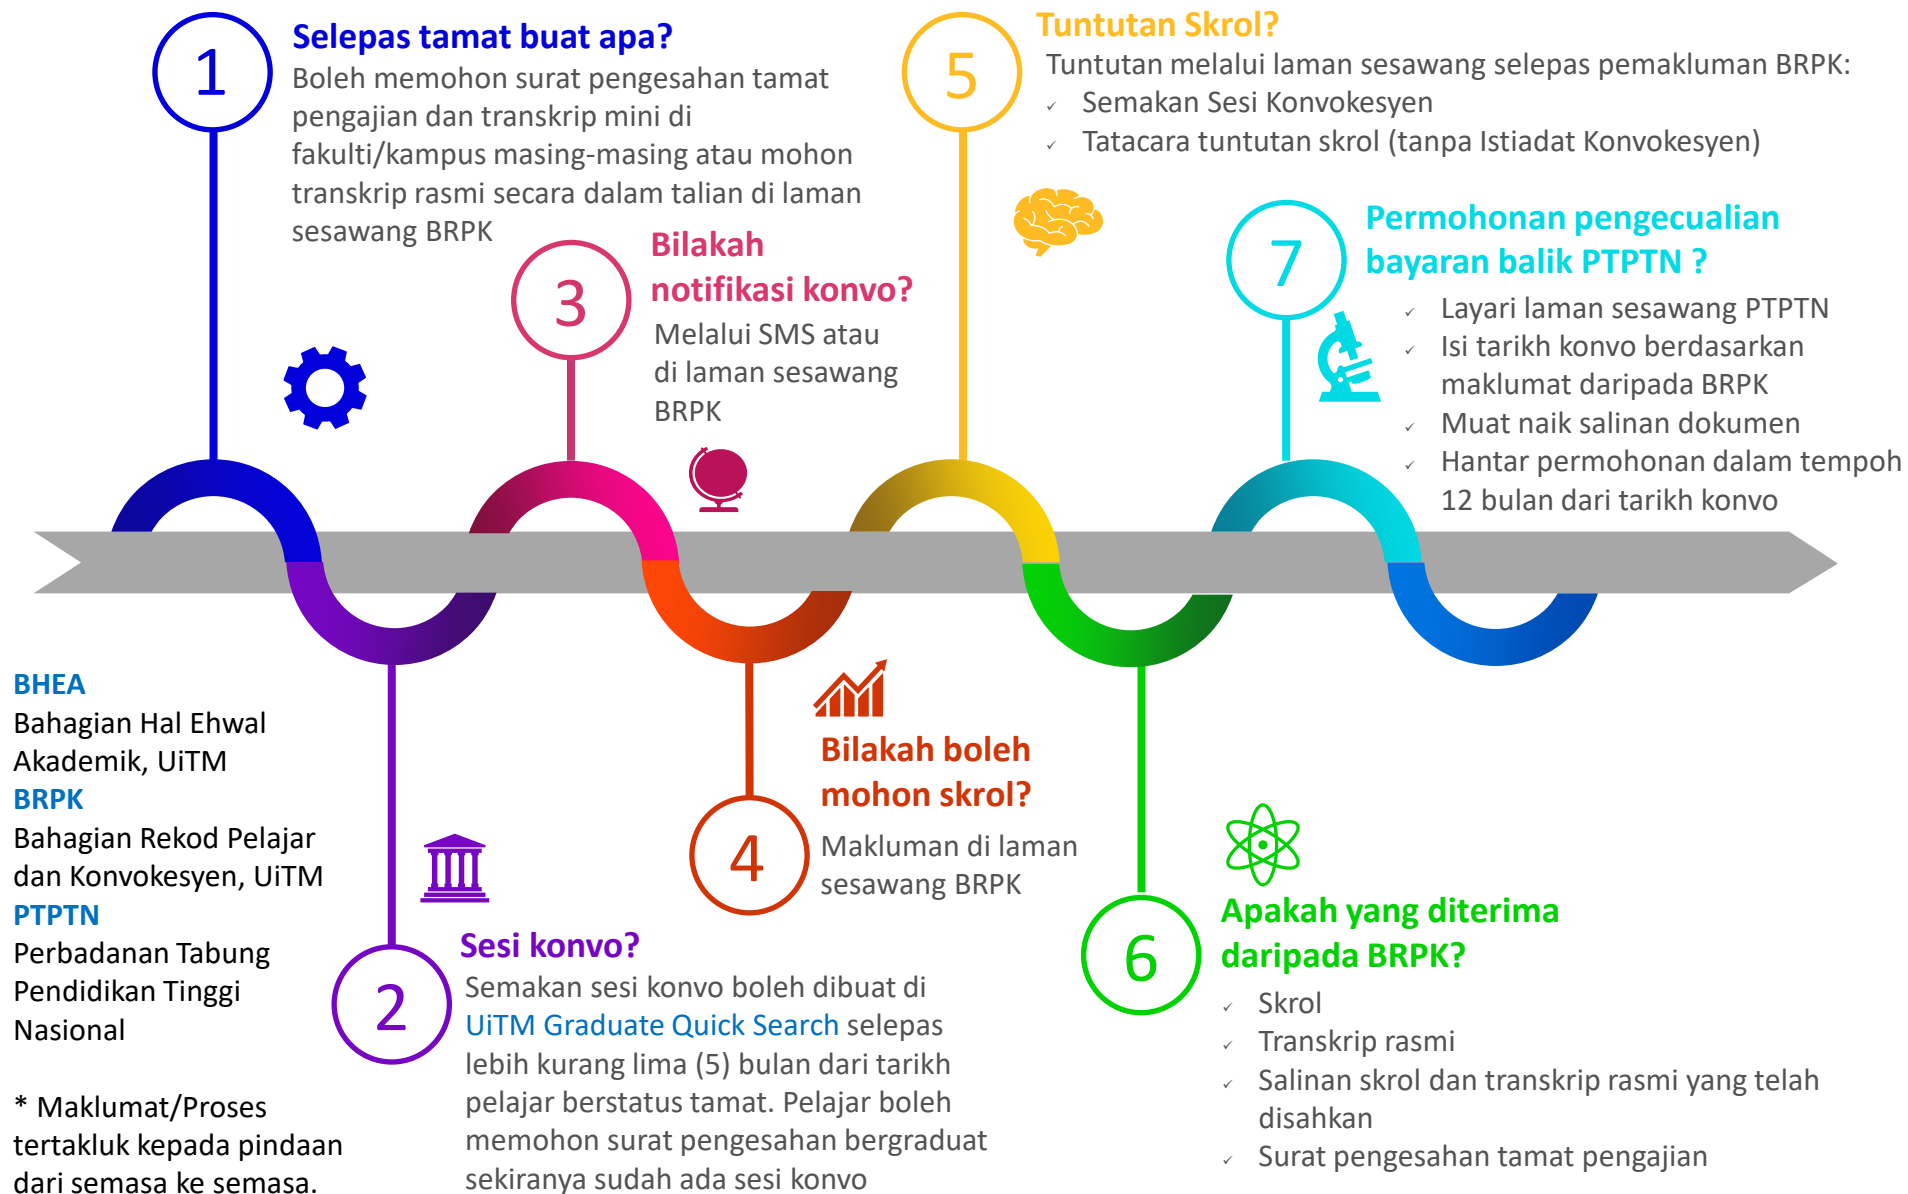 1
Selepas tamat buat apa?
Boleh memohon surat pengesahan tamat
pengajian dan transkrip mini di
fakulti/kampus masing-masing atau mohon
transkrip rasmi secara dalam talian di laman
sesawang BRPK
2
Sesi konvo?
Semakan sesi konvo boleh dibuat di
UiTM Graduate Quick Search selepas
lebih kurang lima (5) bulan dari tarikh
pelajar berstatus tamat. Pelajar boleh
memohon surat pengesahan bergraduat
sekiranya sudah ada sesi konvo
3
Bilakah
notifikasi konvo?
Melalui SMS atau
di laman sesawang
BRPK
4
Bilakah boleh
mohon skrol?
Makluman di laman
sesawang BRPK
5
Tuntutan Skrol?
Tuntutan melalui laman sesawang selepas pemakluman BRPK:
✓ Semakan Sesi Konvokesyen
✓ Tatacara tuntutan skrol (tanpa Istiadat Konvokesyen)
6
Apakah yang diterima
daripada BRPK?
✓ Skrol
✓ Transkrip rasmi
✓ Salinan skrol dan transkrip rasmi yang telah
disahkan
✓ Surat pengesahan tamat pengajian
7
Permohonan pengecualian
bayaran balik PTPTN ?
✓ Layari laman sesawang PTPTN
✓ Isi tarikh konvo berdasarkan
maklumat daripada BRPK
✓ Muat naik salinan dokumen
✓ Hantar permohonan dalam tempoh
12 bulan dari tarikh konvo
BHEA
Bahagian Hal Ehwal
Akademik, UiTM
BRPK
Bahagian Rekod Pelajar
dan Konvokesyen, UiTM
PTPTN
Perbadanan Tabung
Pendidikan Tinggi
Nasional
* Maklumat/Proses
tertakluk kepada pindaan
dari semasa ke semasa.